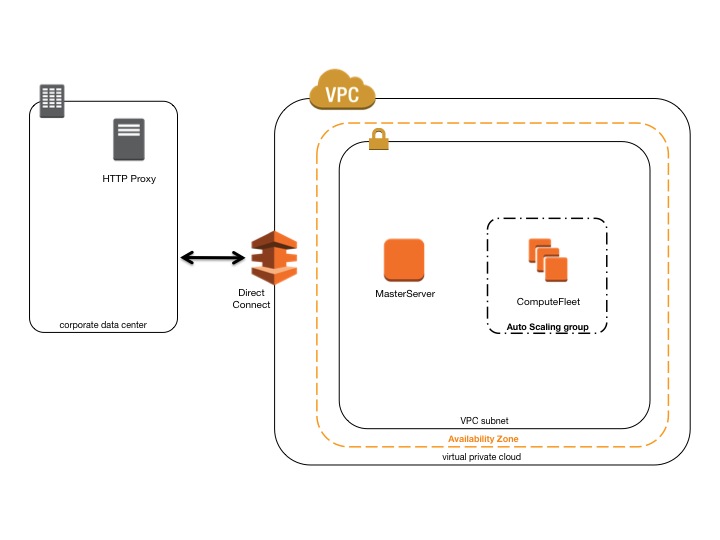 VPC
HTTP Proxy
corporate data center
Direct
Connect
MasterServer
ComputeFleet
Auto Scaling group
VPC subnet
Availability Zone
virtual private cloud